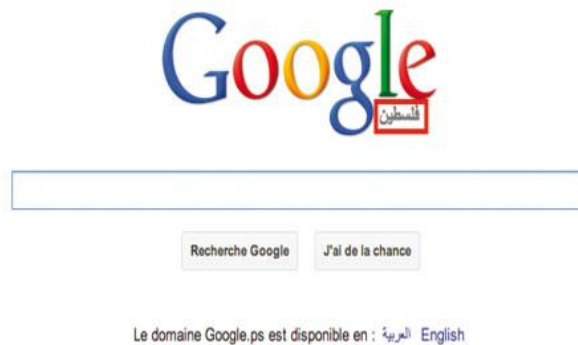 Google
فلسطين
Recherche Google J'ai de la chance
Le domaine Google.ps est disponible en : العربية English